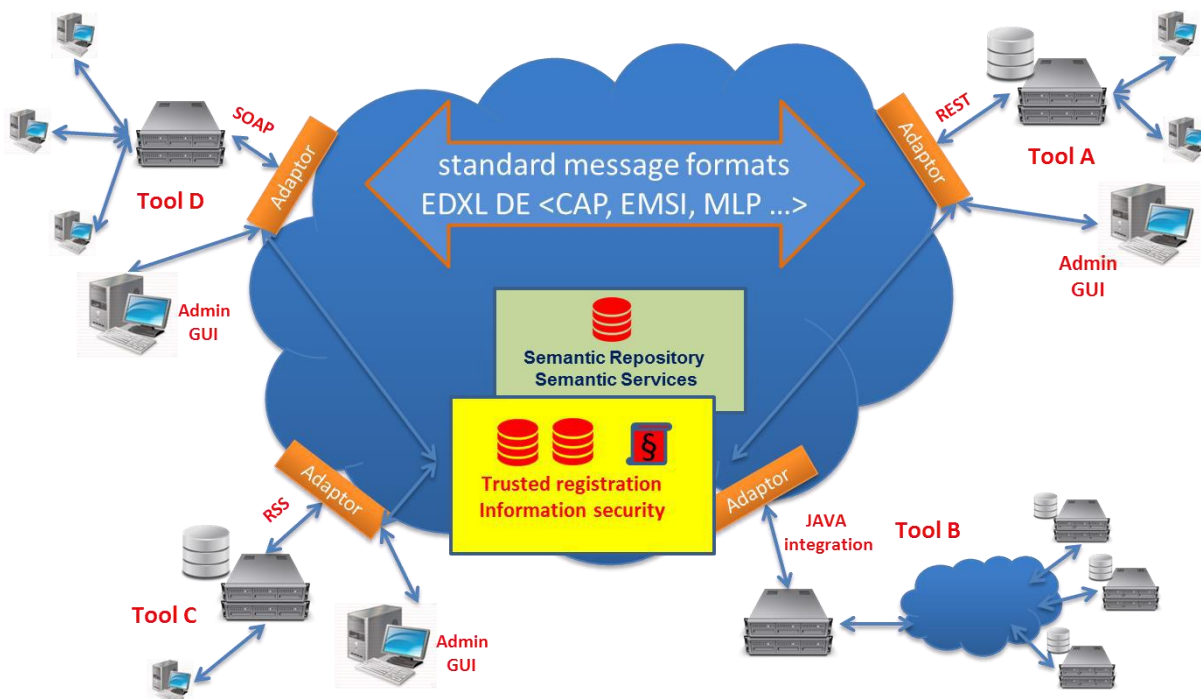 SOAP
Adaptor
Tool D
Admin
GUI
standard message formats
EDXL DE <CAP, EMSI, MLP ...>
REST
Adaptor
Tool A
Admin
GUI
Semantic Repository
Semantic Services
§
Trusted registration
Information security
Adaptor
RSS
Tool C
Admin
GUI
Adaptor
JAVA
integration
Tool B